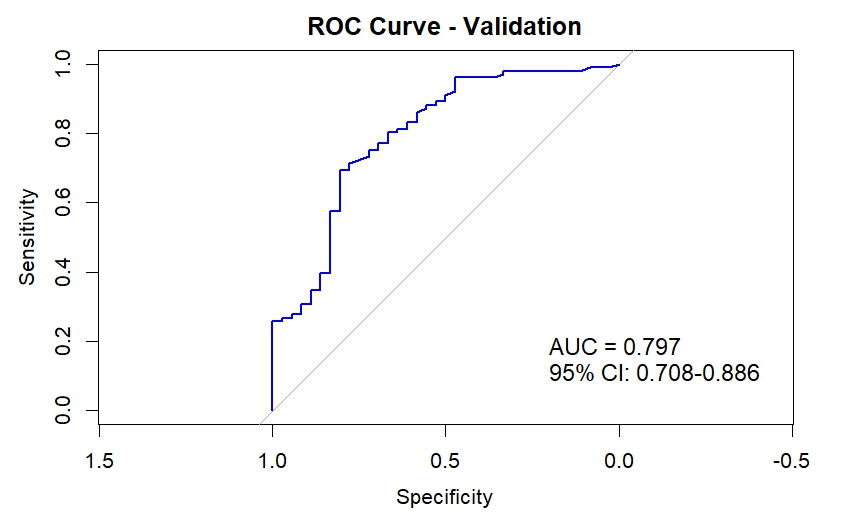 ROC Curve - Validation
Sensitivity
1.0
0.8
0.6
0.4
0.2
0.0
AUC = 0.797
95% CI: 0.708-0.886
1.5 1.0 0.5 0.0 -0.5
Specificity